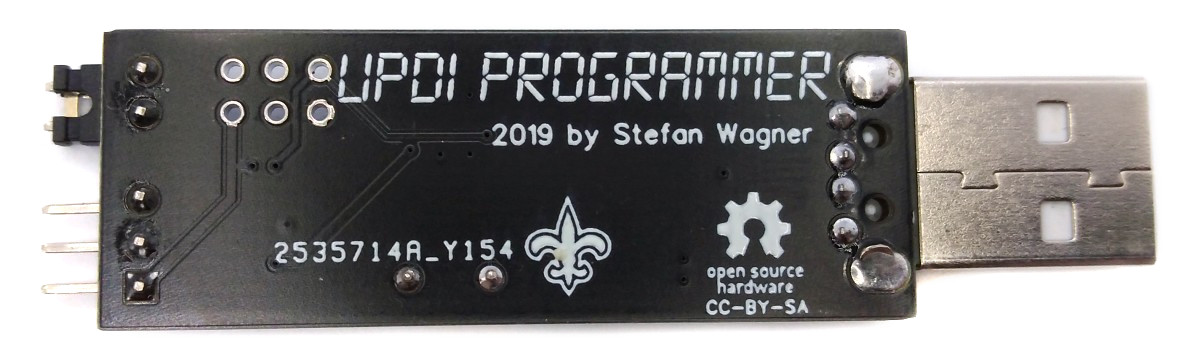 UPDI PROGRAMMER
2019 by Stefan Wagner
2535714A_Y154
open source
hardware
CC-BY-SA